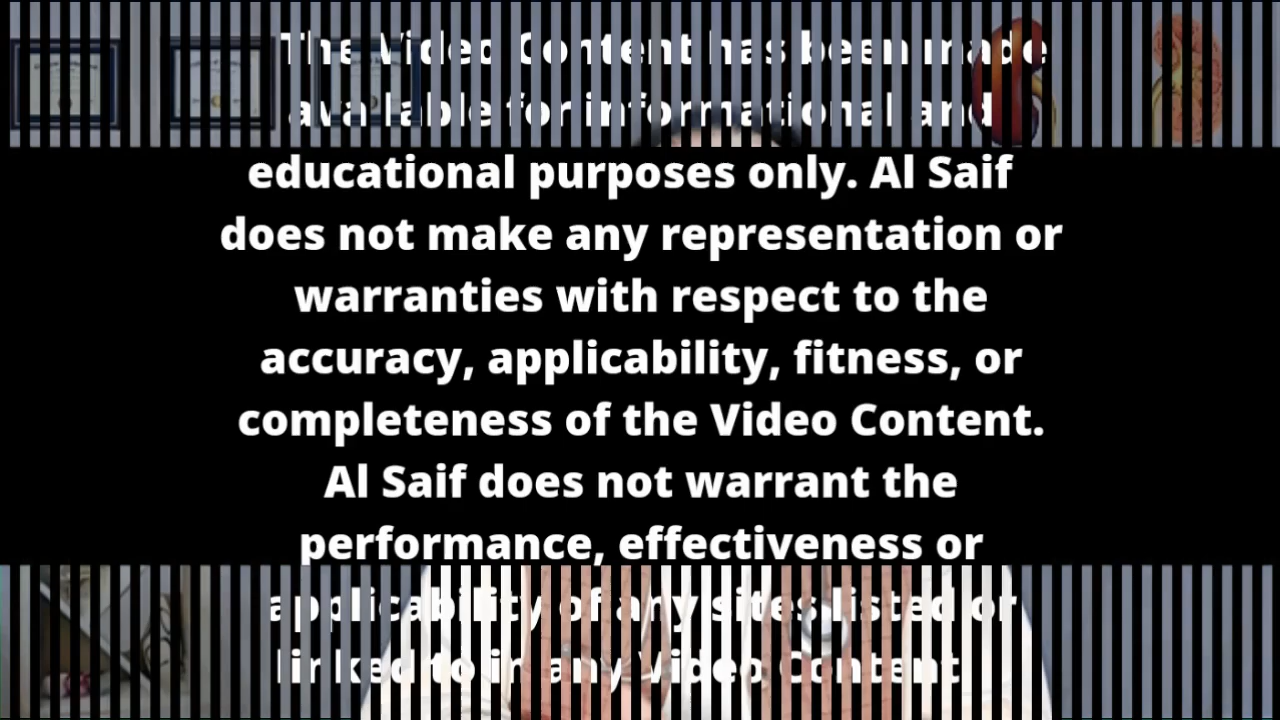 The Video Content has been made
available for informational and
educational purposes only. Al Saif
does not make any representation or
warranties with respect to the
accuracy, applicability, fitness, or
completeness of the Video Content.
Al Saif does not warrant the
performance, effectiveness or
applicability of any sites listed or
linked to in any Video Content